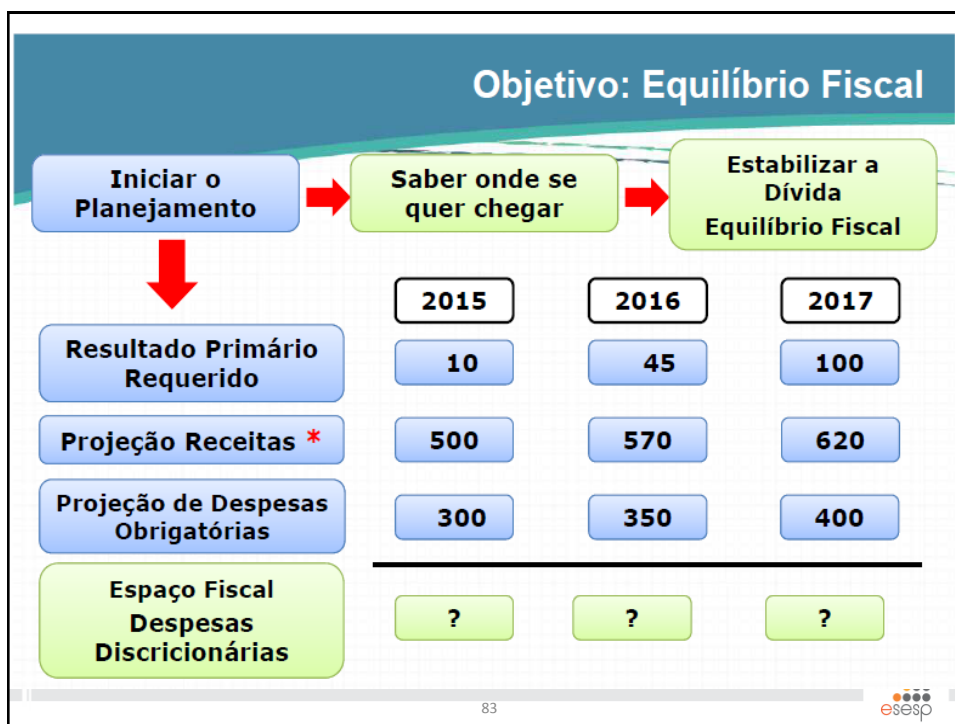 Objetivo: Equilíbrio Fiscal
Iniciar o
Planejamento
Saber onde se
quer chegar
Estabilizar a
Dívida
Equilíbrio Fiscal
2015 2016 2017
Resultado Primário
Requerido
10 45 100
Projeção Receitas *
500 570 620
Projeção de Despesas
Obrigatórias
300 350 400
Espaço Fiscal
Despesas
Discricionárias
? ? ?
83
esesp